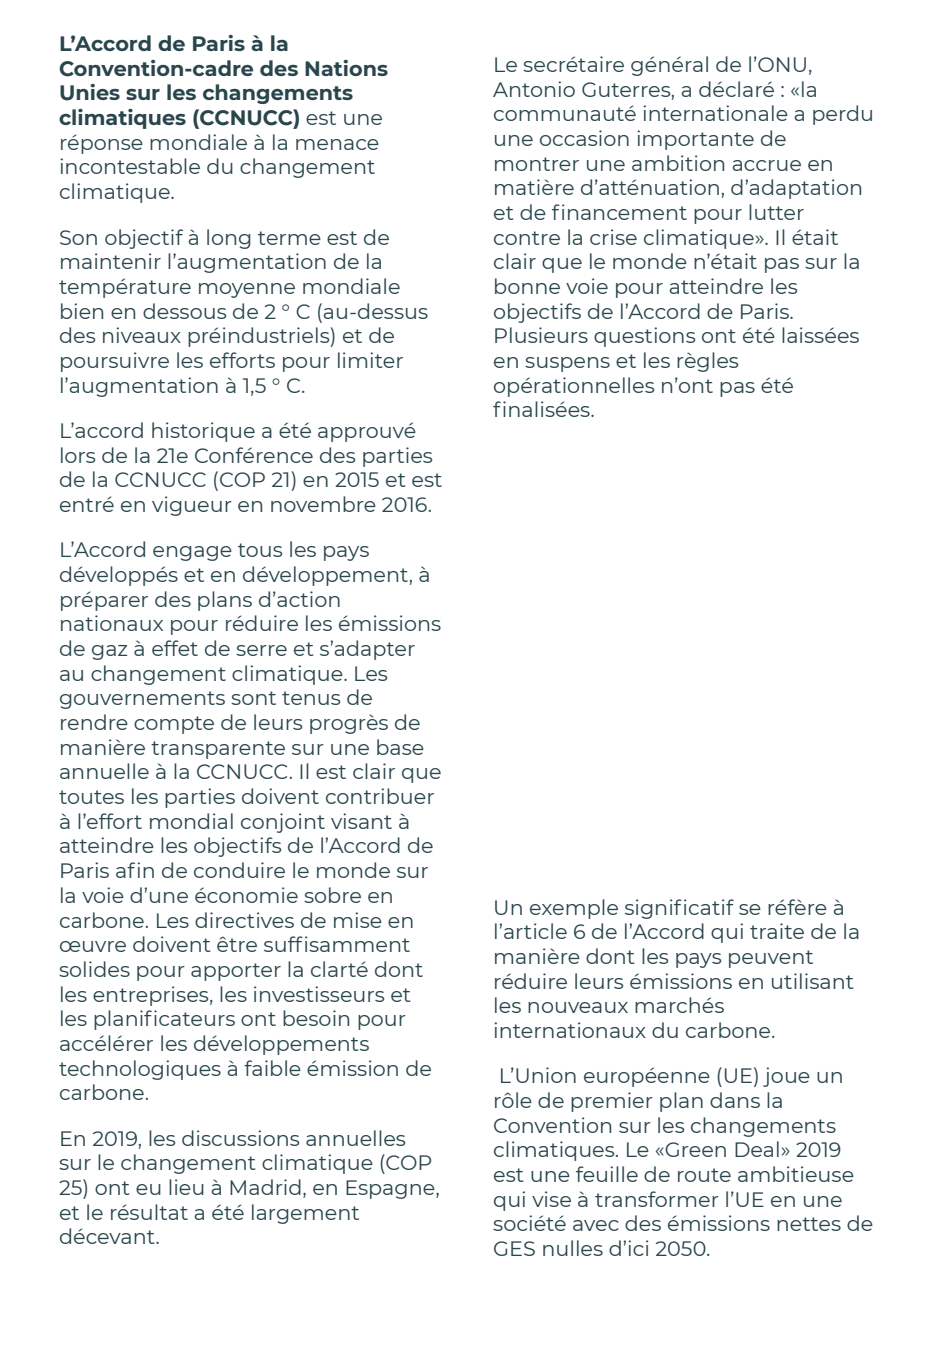 L’Accord de Paris à la
Convention-cadre des Nations
Unies sur les changements
climatiques (CCNUCC) est une
réponse mondiale à la menace
incontestable du changement
climatique.
Son objectif à long terme est de
maintenir l’augmentation de la
température moyenne mondiale
bien en dessous de 2 ° C (au-dessus
des niveaux préindustriels) et de
poursuivre les efforts pour limiter
l’augmentation à 1,5 ° C.
L’accord historique a été approuvé
lors de la 21e Conférence des parties
de la CCNUCC (COP 21) en 2015 et est
entré en vigueur en novembre 2016.
L’Accord engage tous les pays
développés et en développement, à
préparer des plans d’action
nationaux pour réduire les émissions
de gaz à effet de serre et s’adapter
au changement climatique. Les
gouvernements sont tenus de
rendre compte de leurs progrès de
manière transparente sur une base
annuelle à la CCNUCC. Il est clair que
toutes les parties doivent contribuer
à l’effort mondial conjoint visant à
atteindre les objectifs de l’Accord de
Paris afin de conduire le monde sur
la voie d’une économie sobre en
carbone. Les directives de mise en
œuvre doivent être suffisamment
solides pour apporter la clarté dont
les entreprises, les investisseurs et
les planificateurs ont besoin pour
accélérer les développements
technologiques à faible émission de
carbone.
En 2019, les discussions annuelles
sur le changement climatique (COP
25) ont eu lieu à Madrid, en Espagne,
et le résultat a été largement
décevant.
Le secrétaire général de l’ONU,
Antonio Guterres, a déclaré : «la
communauté internationale a perdu
une occasion importante de
montrer une ambition accrue en
matière d’atténuation, d’adaptation
et de financement pour lutter
contre la crise climatique». Il était
clair que le monde n’était pas sur la
bonne voie pour atteindre les
objectifs de l’Accord de Paris.
Plusieurs questions ont été laissées
en suspens et les règles
opérationnelles n’ont pas été
finalisées.
Un exemple significatif se réfère à
l’article 6 de l’Accord qui traite de la
manière dont les pays peuvent
réduire leurs émissions en utilisant
les nouveaux marchés
internationaux du carbone.
L’Union européenne (UE) joue un
rôle de premier plan dans la
Convention sur les changements
climatiques. Le «Green Deal» 2019
est une feuille de route ambitieuse
qui vise à transformer l’UE en une
société avec des émissions nettes de
GES nulles d’ici 2050.